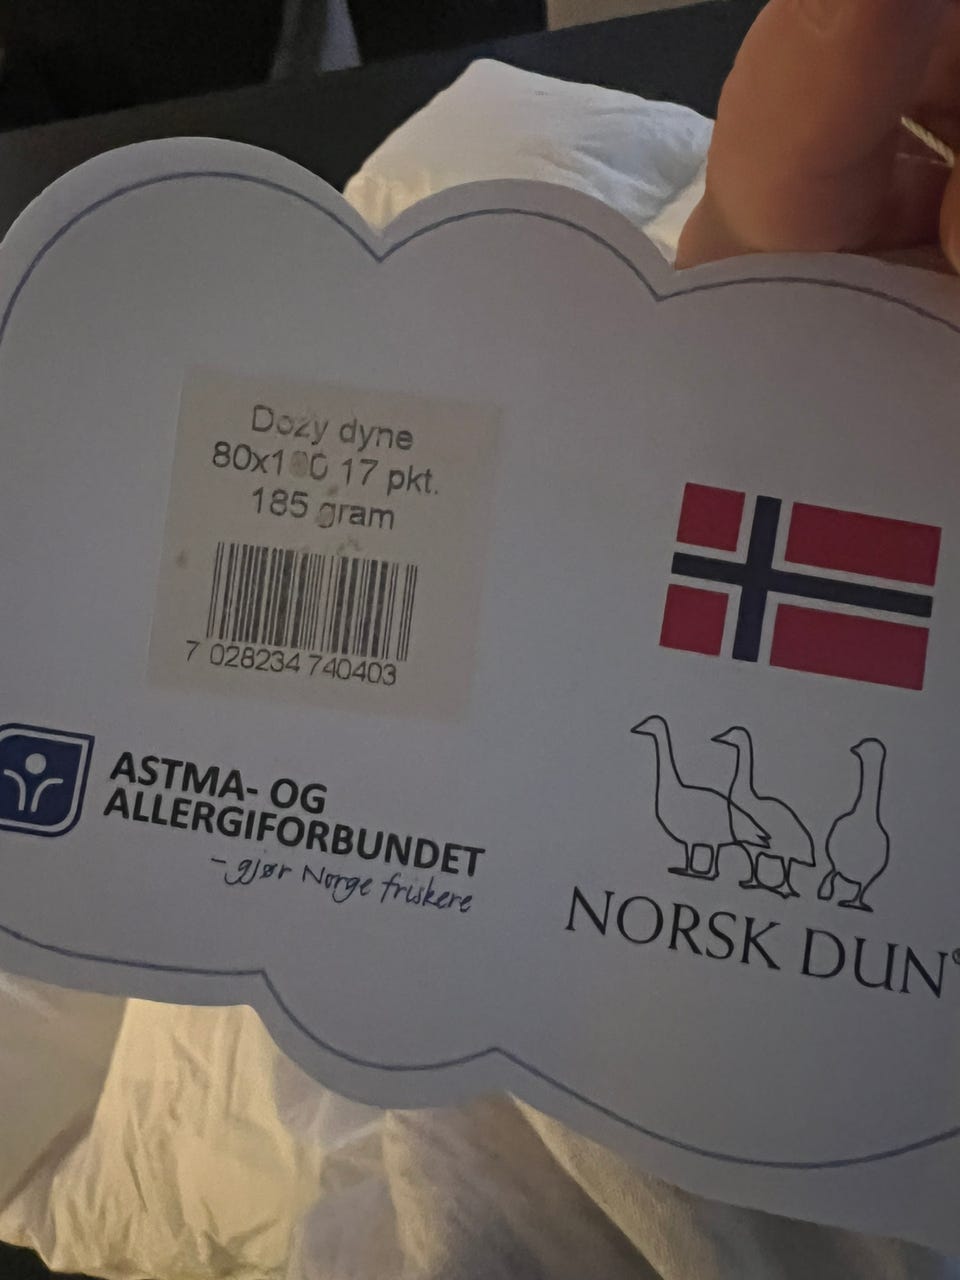 Dozy dyne
17 pkt.
185 gram
7 028234 740403
ASTMA- OG
ALLERGIFORBUNDET
- gjør Norge friskere
NORSK DUN®